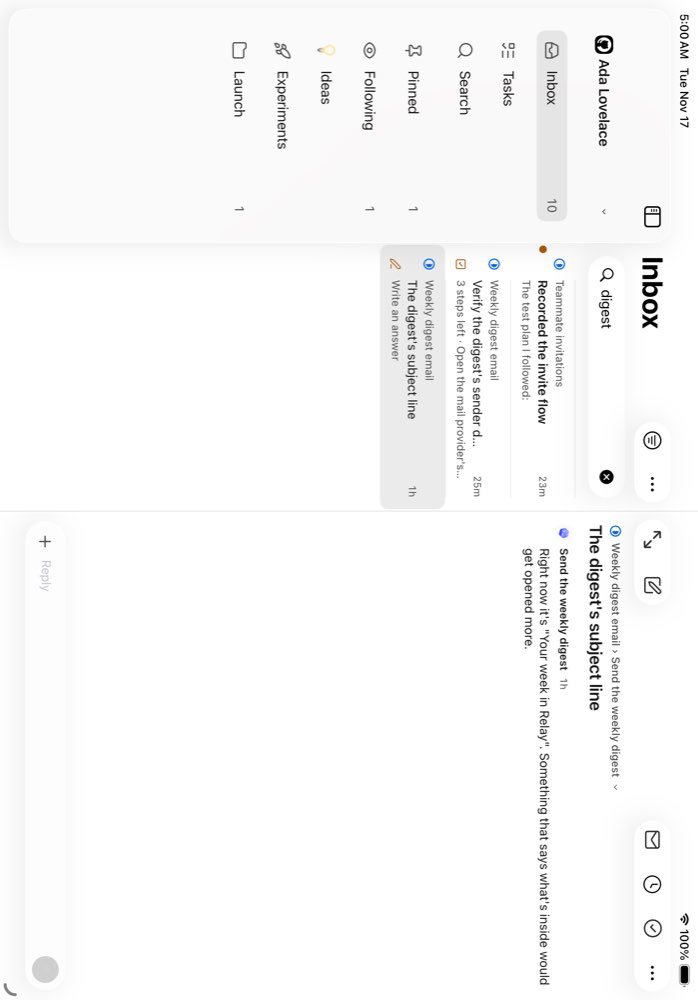 5:00 AM Tue Nov 17
100%
Ada Lovelace
Inbox 10
Tasks
Search
Pinned 1
Following 1
Ideas
Experiments
Launch 1
Inbox
digest
Teammate invitations
Recorded the invite flow 23m
The test plan I followed:
Weekly digest email
Verify the digest's sender d... 25m
3 steps left · Open the mail provider's...
Weekly digest email
The digest's subject line 1h
Write an answer
Weekly digest email › Send the weekly digest
The digest's subject line
Send the weekly digest 1h
Right now it's "Your week in Relay". Something that says what's inside would
get opened more.
Reply